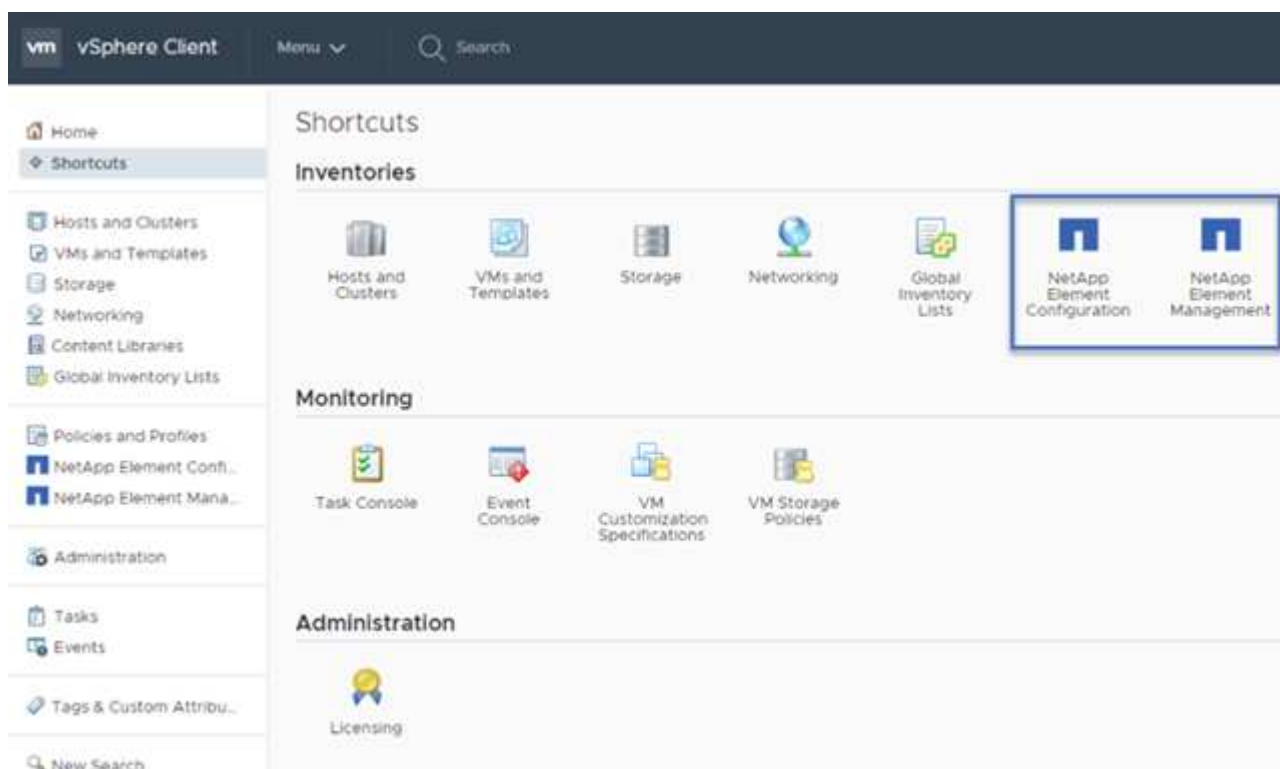 vm vSphere Client Menu Search
Home
Shortcuts
Hosts and Clusters
VMs and Templates
Storage
Networking
Content Libraries
Global Inventory Lists
Policies and Profiles
NetApp Element Confi...
NetApp Element Mana...
Administration
Tasks
Events
Tags & Custom Attribu...
New Search
Shortcuts
Inventories
Hosts and
Clusters
VMs and
Templates
Storage
Networking
Global
Inventory
Lists
NetApp
Element
Configuration
NetApp
Element
Management
Monitoring
Task Console
Event
Console
VM
Customization
Specifications
VM Storage
Policies
Administration
Licensing